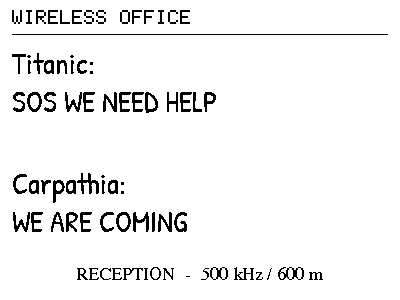 WIRELESS OFFICE
Titanic:
SOS WE NEED HELP
Carpathia:
WE ARE COMING
RECEPTION - 500 kHz / 600 m